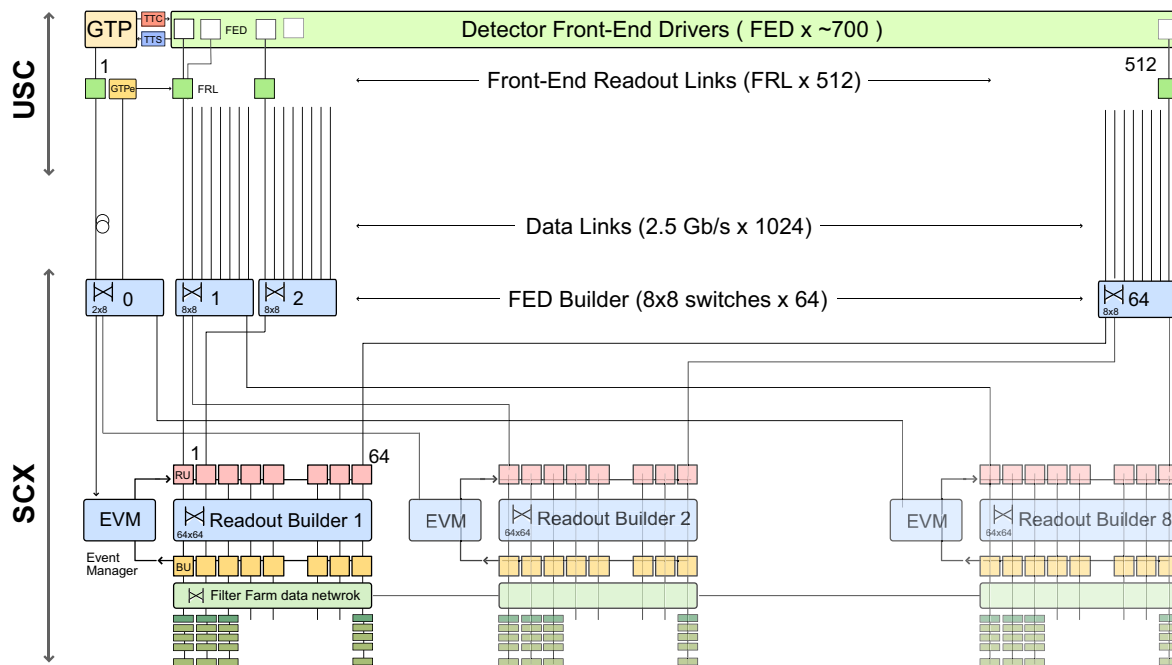 GTP
TTC
TTS
FED
Detector Front-End Drivers ( FED x ~700 )
1
GTPe
FRL
Front-End Readout Links (FRL x 512)
512
USC
Data Links (2.5 Gb/s x 1024)
0
2x8
1
8x8
2
8x8
FED Builder (8x8 switches x 64)
64
8x8
SCX
1
64
RU
EVM
Readout Builder 1
64x64
EVM
Readout Builder 2
64x64
EVM
Readout Builder 8
64x64
Event
Manager
BU
Filter Farm data netwrok